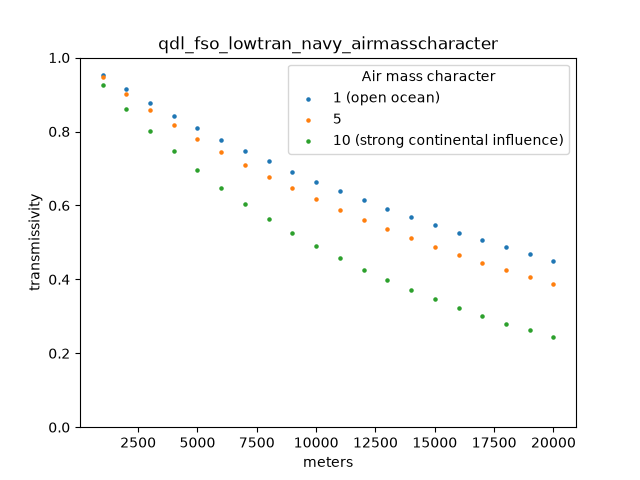 qdl_fso_lowtran_navy_airmasscharacter
Air mass character
1 (open ocean)
5
10 (strong continental influence)
transmissivity
1.0
0.8
0.6
0.4
0.2
0.0
2500 5000 7500 10000 12500 15000 17500 20000
meters